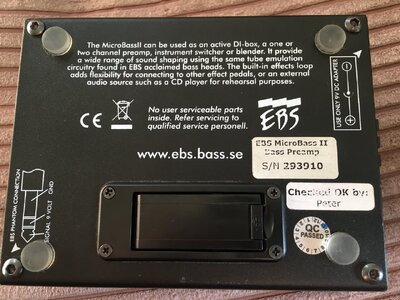 The MicroBassII can be used as an active DI-box, a one or
two channel preamp, instrument switcher or blender. It provide
a wide range of sound shaping using the same tube emulation
circuitry found in EBS acclaimed bass heads. The built-in effects loop
adds flexibility for connecting to other effect pedals, or an external
audio source such as a CD player for rehearsal purposes.
CE
No user serviceable parts
inside. Refer servicing to
qualified service personell.
EBS
USE ONLY 9V DC ADAPTER
www.ebs.bass.se
EBS MicroBass II
Bass Preamp
S/N 293910
Checked OK by:
Peter
QC
PASSED
EBS PHANTOM CONNECTION
SIGNAL 9 VOLT
GND